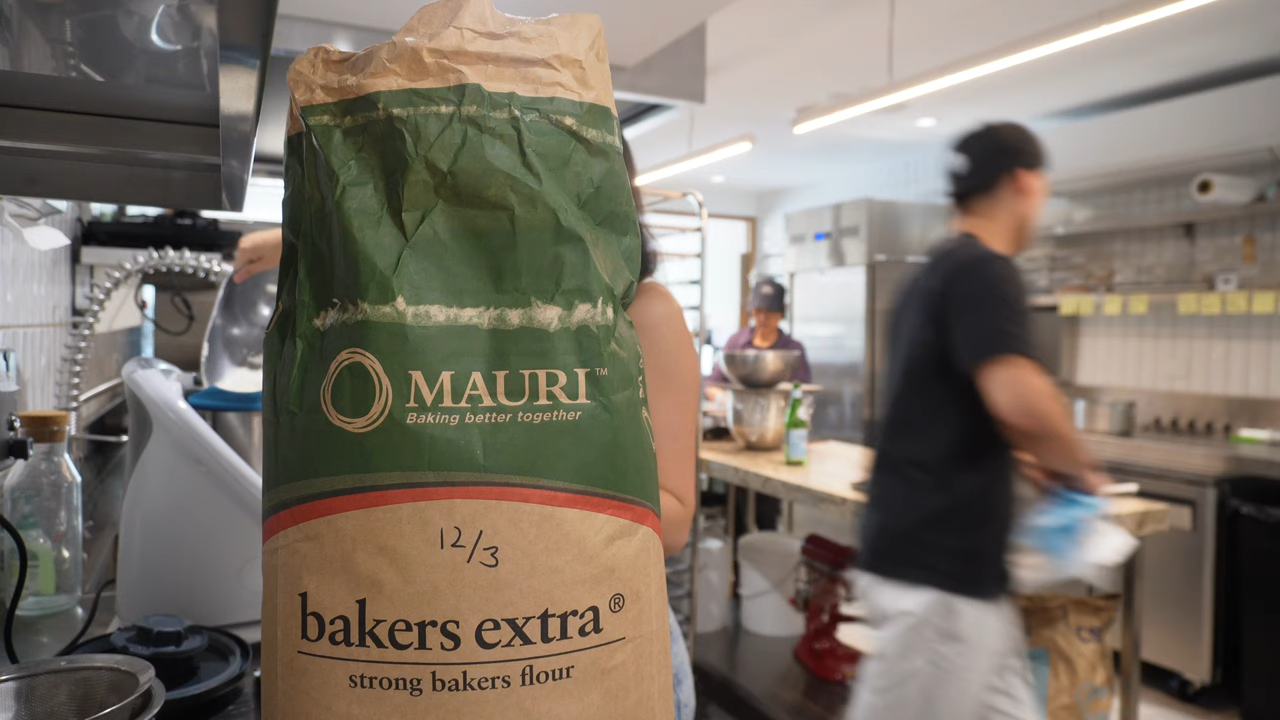 MAURI™
Baking better together
12/3
bakers extra®
strong bakers flour